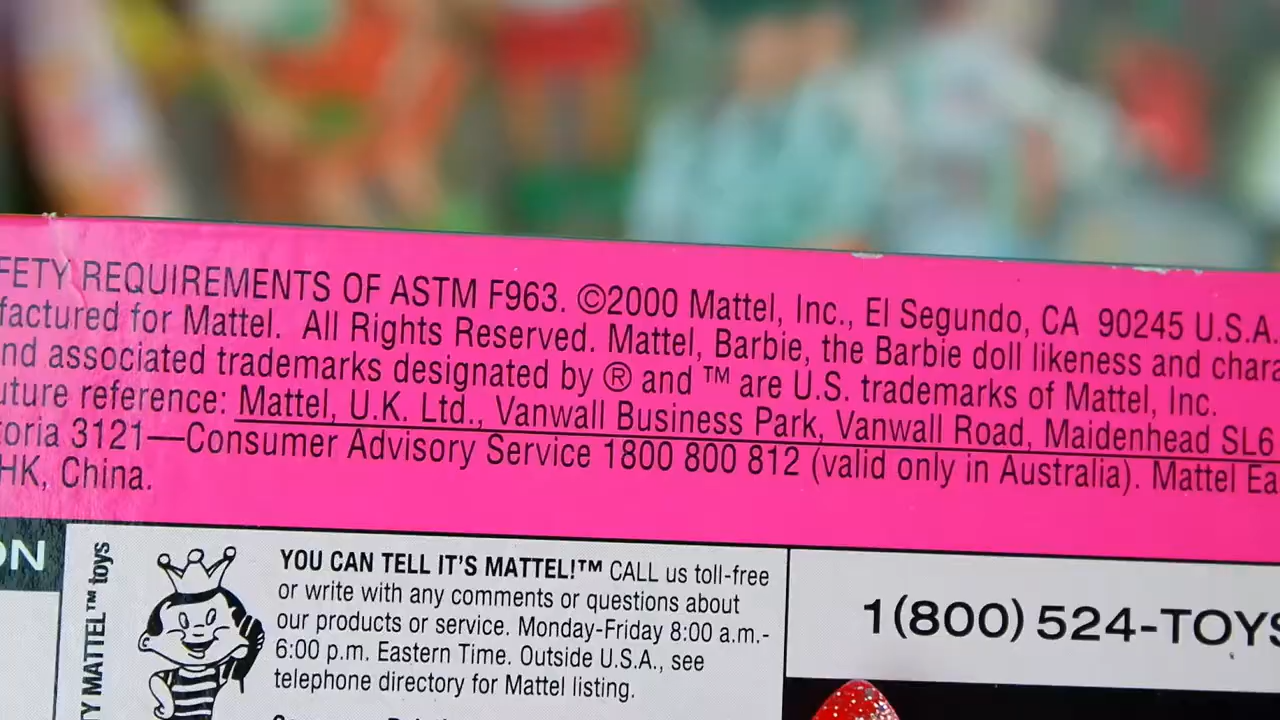 FETY REQUIREMENTS OF ASTM F963. ©2000 Mattel, Inc., El Segundo, CA 90245 U.S.A.
factured for Mattel. All Rights Reserved. Mattel, Barbie, the Barbie doll likeness and chara
nd associated trademarks designated by ® and ™ are U.S. trademarks of Mattel, Inc.
uture reference: Mattel, U.K. Ltd., Vanwall Business Park, Vanwall Road, Maidenhead SL6
toria 3121—Consumer Advisory Service 1800 800 812 (valid only in Australia). Mattel Ea
HK, China.
ON
TY MATTEL™ toys
YOU CAN TELL IT'S MATTEL!™ CALL us toll-free
or write with any comments or questions about
our products or service. Monday-Friday 8:00 a.m.-
6:00 p.m. Eastern Time. Outside U.S.A., see
telephone directory for Mattel listing.
1(800) 524-TOYS